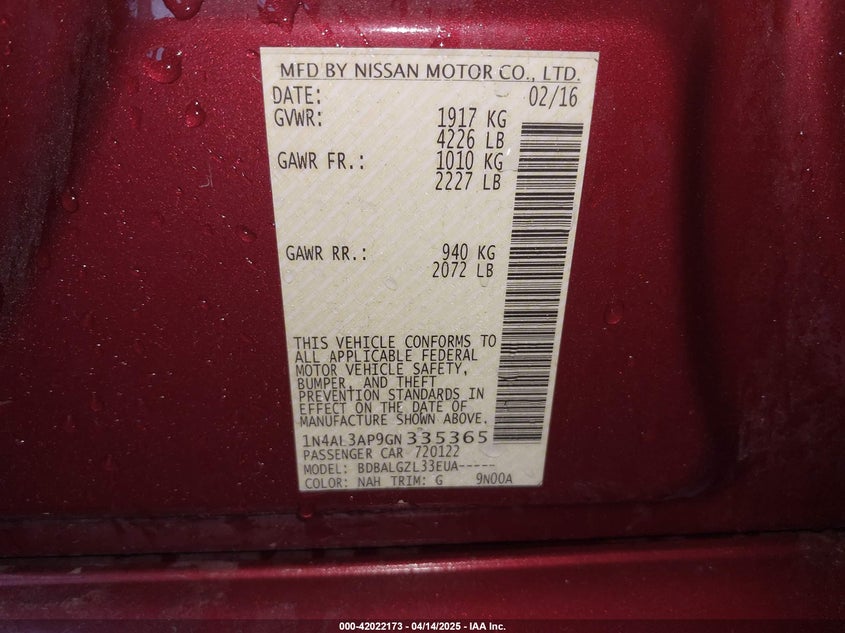 MFD BY NISSAN MOTOR CO., LTD.
DATE: 02/16
GVWR: 1917 KG
4226 LB
GAWR FR.: 1010 KG
2227 LB
GAWR RR.: 940 KG
2072 LB
THIS VEHICLE CONFORMS TO
ALL APPLICABLE FEDERAL
MOTOR VEHICLE SAFETY,
BUMPER, AND THEFT
PREVENTION STANDARDS IN
EFFECT ON THE DATE OF
MANUFACTURE SHOWN ABOVE.
1N4AL3AP9GN335365
PASSENGER CAR 720122
MODEL: BDBALGZL33EUA-----
COLOR: NAH TRIM: G 9N00A
000-42022173 - 04/14/2025 - IAA Inc.